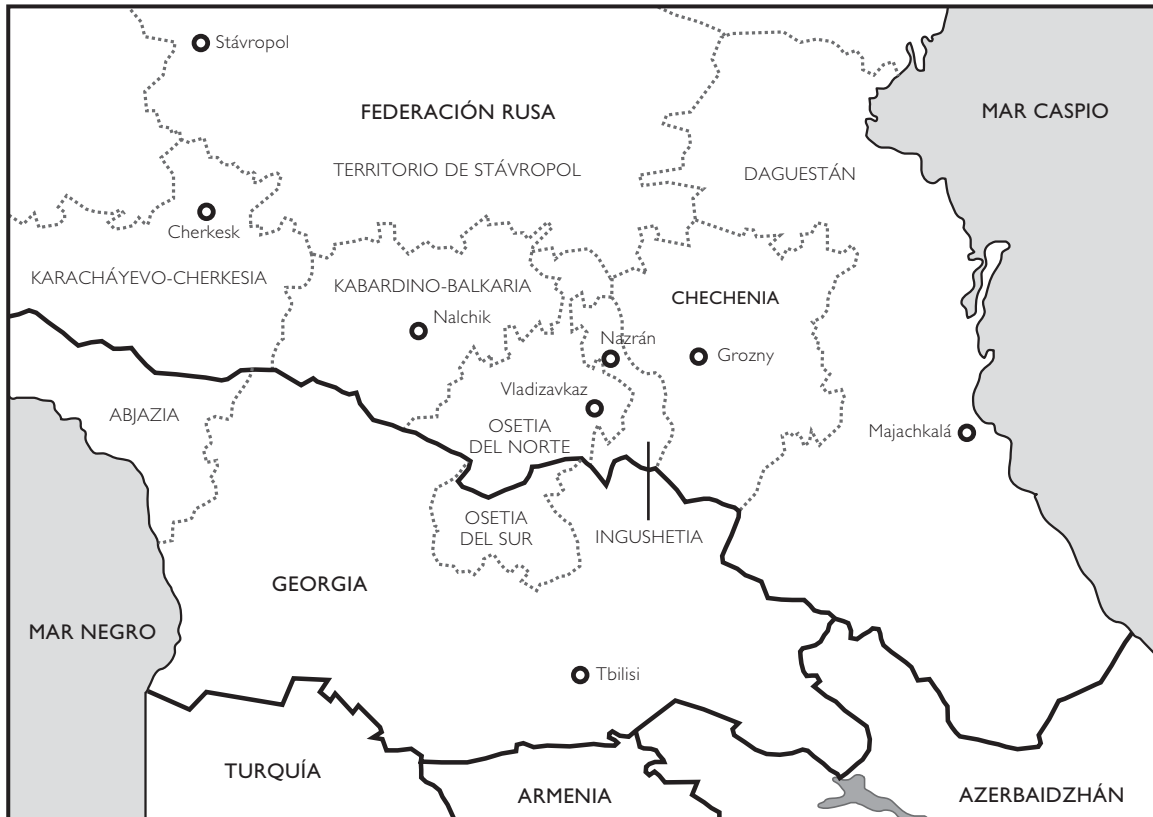 Stávropol
FEDERACIÓN RUSA
MAR CASPIO
TERRITORIO DE STÁVROPOL
DAGUESTÁN
Cherkesk
KARACHÁYEVO-CHERKESIA
KABARDINO-BALKARIA
CHECHENIA
Nalchik
Nazrán
Grozny
Vladizavkaz
ABJAZIA
OSETIA
DEL NORTE
Majachkalá
OSETIA
DEL SUR
INGUSHETIA
GEORGIA
MAR NEGRO
Tbilisi
TURQUÍA
ARMENIA
AZERBAIDZHÁN